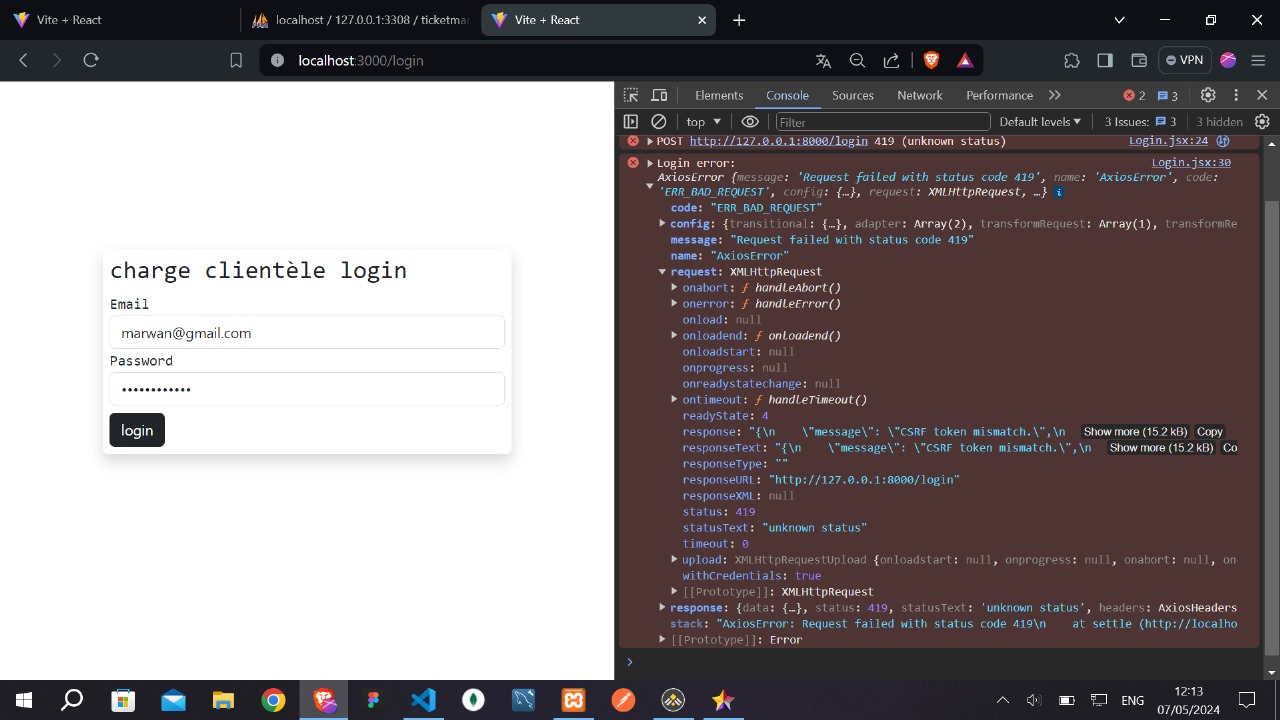 Vite + React
localhost / 127.0.0.1:3308 / ticketmar
Vite + React
localhost:3000/login
VPN
Elements Console Sources Network Performance
2 3
top
Filter
Default levels
3 Issues: 3
3 hidden
POST http://127.0.0.1:8000/login 419 (unknown status) Login.jsx:24
Login error: Login.jsx:30
AxiosError {message: 'Request failed with status code 419', name: 'AxiosError', code:
'ERR_BAD_REQUEST', config: {…}, request: XMLHttpRequest, …}
code: "ERR_BAD_REQUEST"
config: {transitional: {…}, adapter: Array(2), transformRequest: Array(1), transformRe
message: "Request failed with status code 419"
name: "AxiosError"
request: XMLHttpRequest
onabort: ƒ handleAbort()
onerror: ƒ handleError()
onload: null
onloadend: ƒ onloadend()
onloadstart: null
onprogress: null
onreadystatechange: null
ontimeout: ƒ handleTimeout()
readyState: 4
response: "{\n    \"message\": \"CSRF token mismatch.\",\n Show more (15.2 kB) Copy
responseText: "{\n    \"message\": \"CSRF token mismatch.\",\n Show more (15.2 kB) Co
responseType: ""
responseURL: "http://127.0.0.1:8000/login"
responseXML: null
status: 419
statusText: "unknown status"
timeout: 0
upload: XMLHttpRequestUpload {onloadstart: null, onprogress: null, onabort: null, on
withCredentials: true
[[Prototype]]: XMLHttpRequest
response: {data: {…}, status: 419, statusText: 'unknown status', headers: AxiosHeaders
stack: "AxiosError: Request failed with status code 419\n    at settle (http://localho
[[Prototype]]: Error
charge clientèle login
Email
marwan@gmail.com
Password
••••••••••••
login
ENG
12:13
07/05/2024